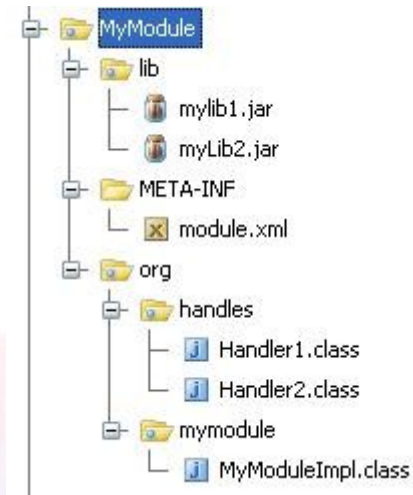 MyModule
lib
mylib1.jar
myLib2.jar
META-INF
module.xml
org
handles
Handler1.class
Handler2.class
mymodule
MyModuleImpl.class